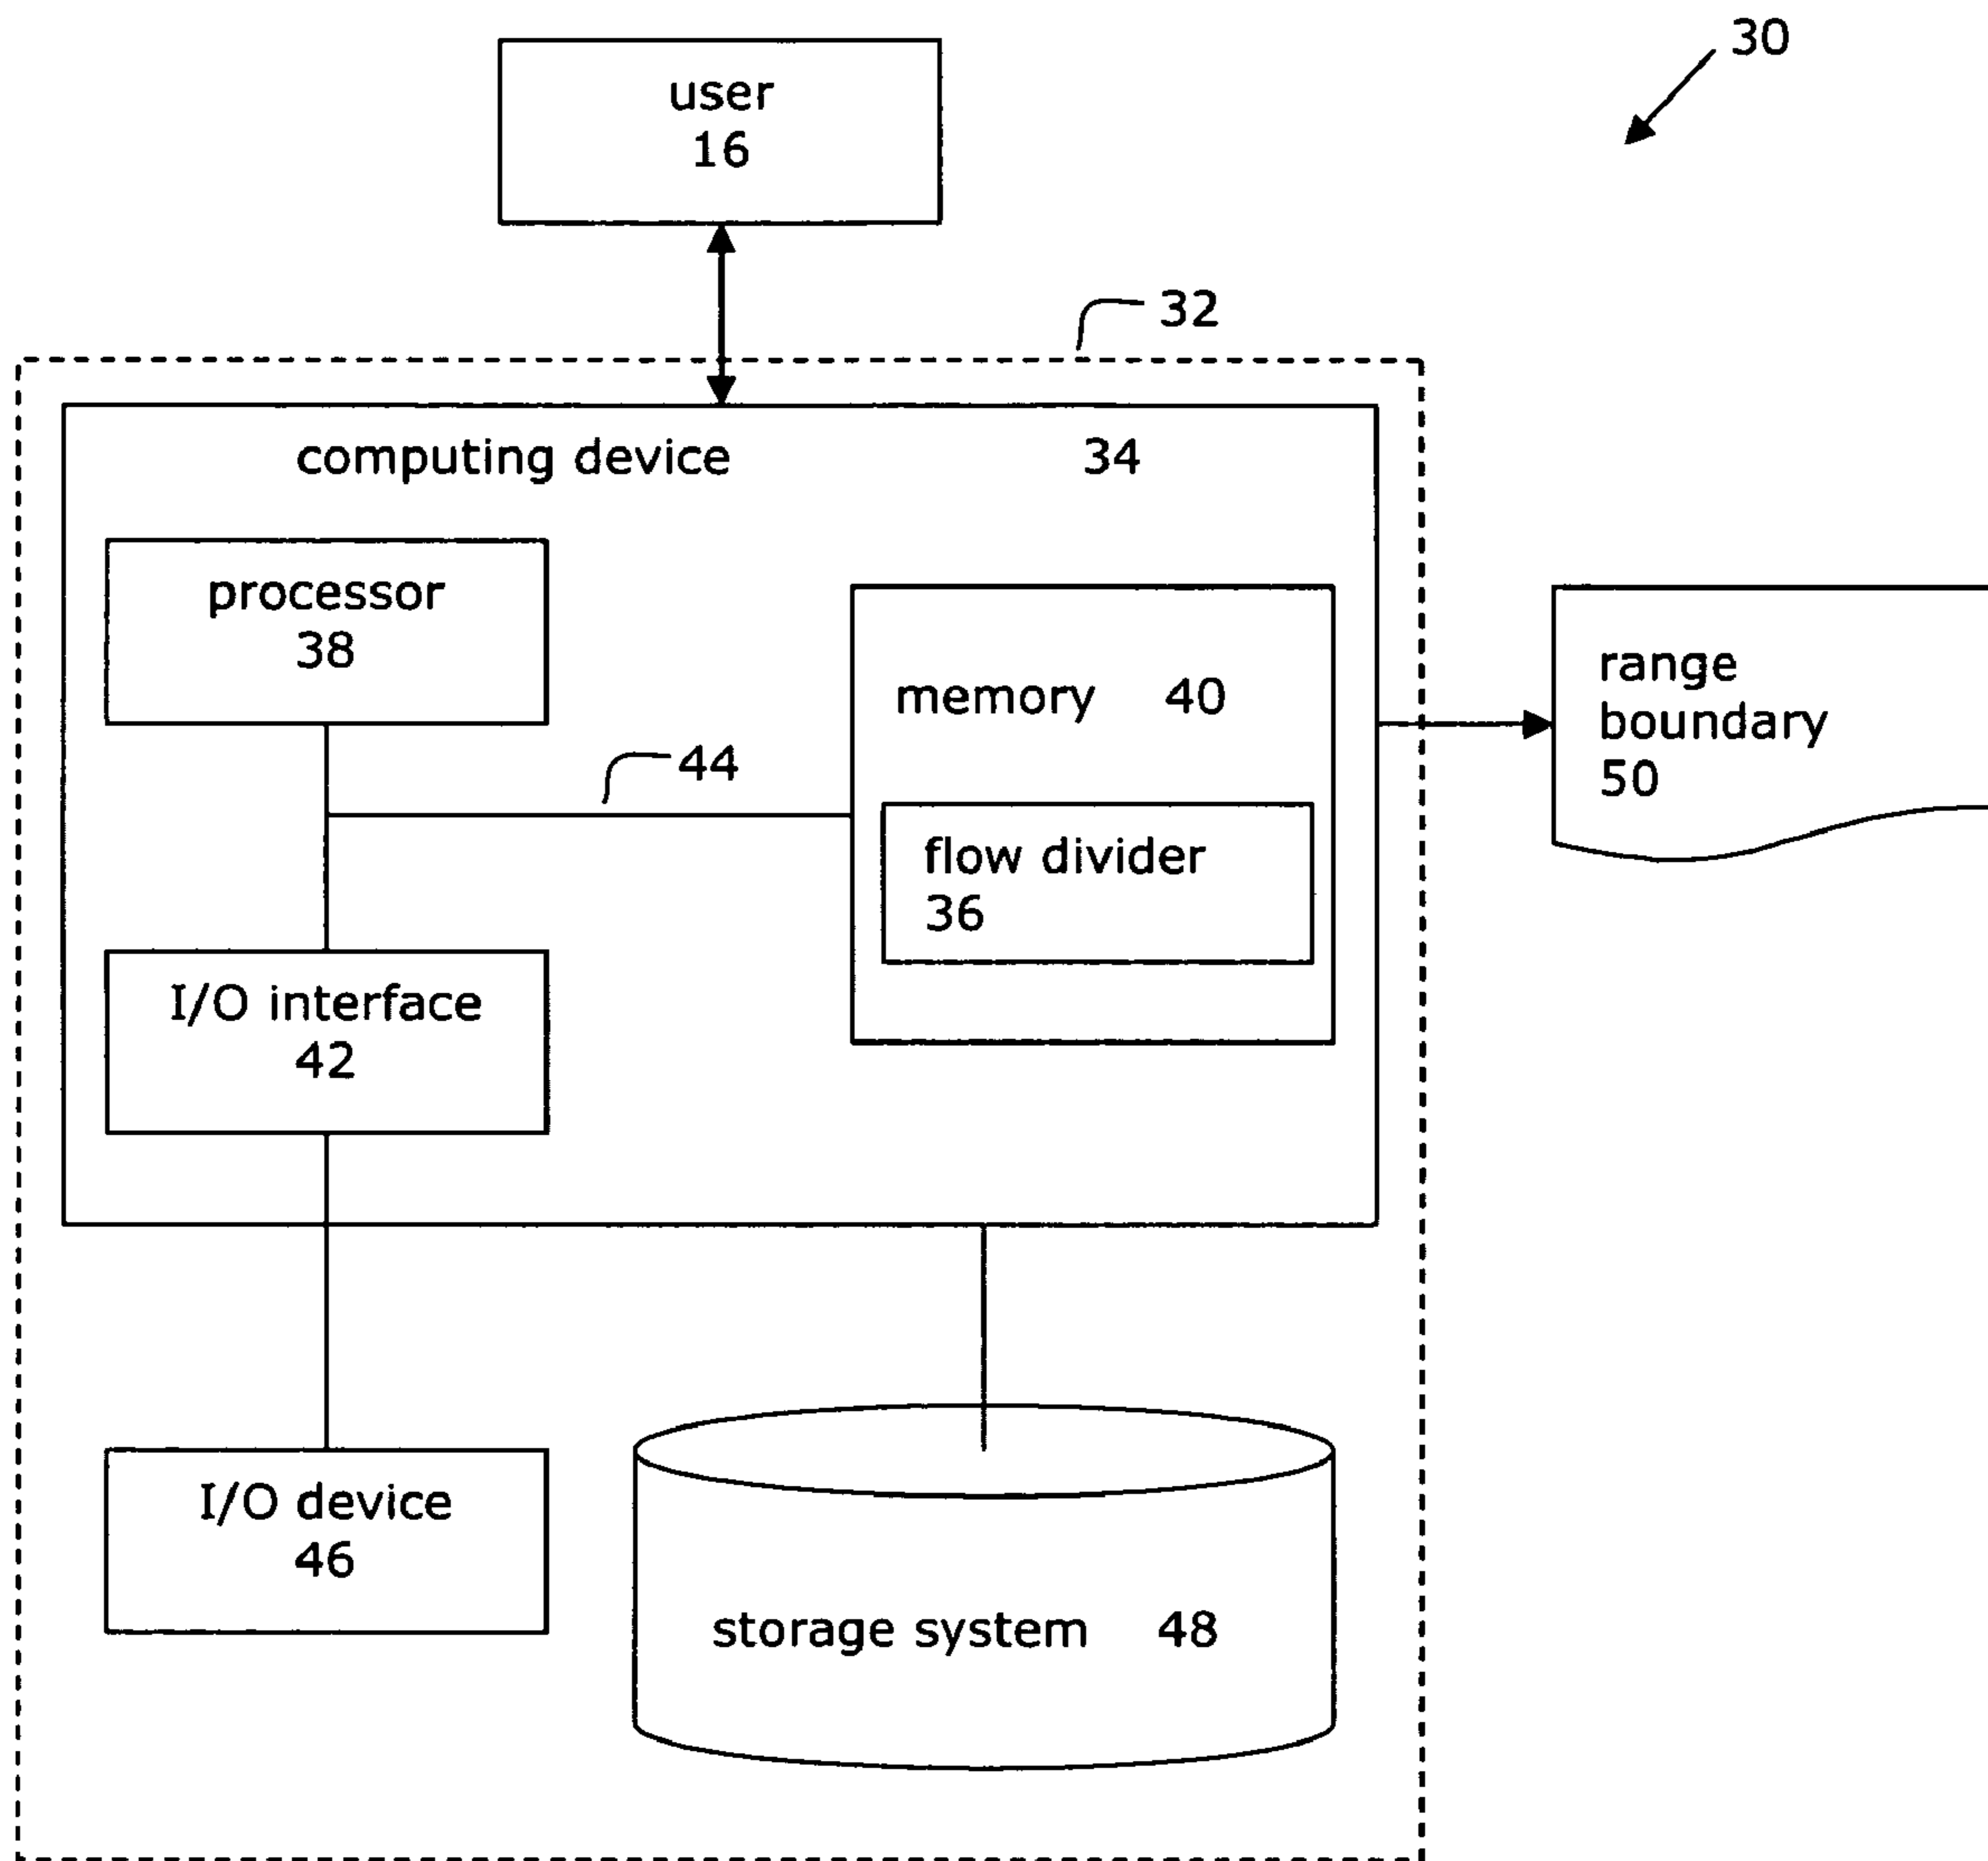 30
user
16
32
computing device 34
processor
38
memory 40
range
boundary
50
44
flow divider
36
I/O interface
42
I/O device
46
storage system 48